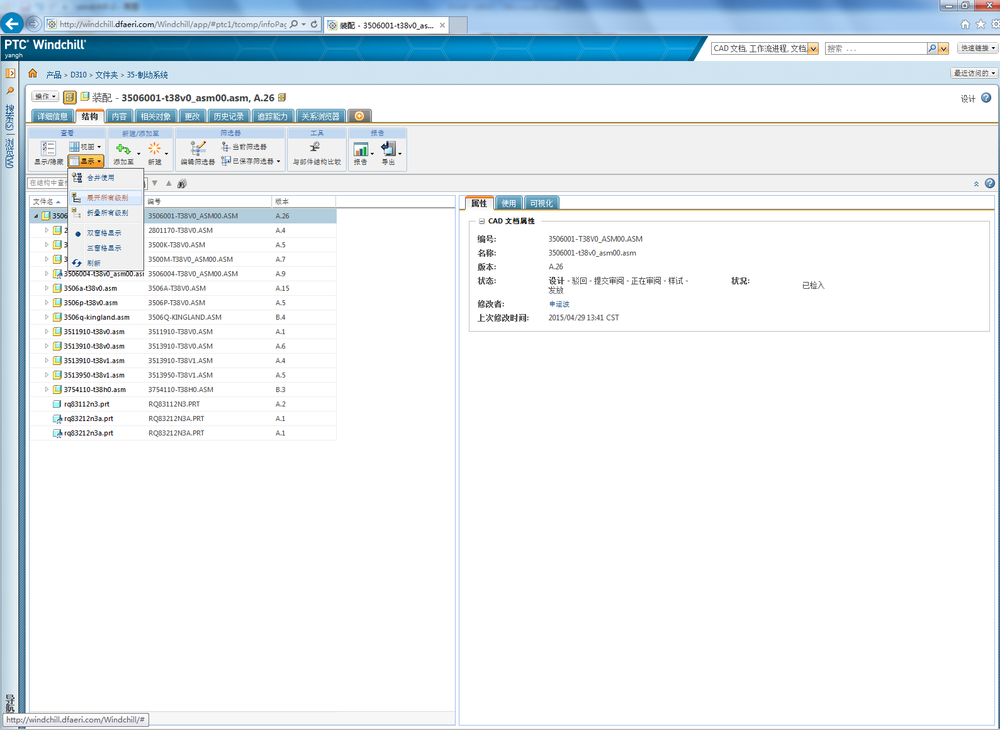 http://windchill.dfaeri.com/Windchill/app/#ptc1/tcomp/infoPag
装配 - 3506001-t38v0_as...
PTC® Windchill®
yangh
CAD 文档, 工作流进程, 文档,
搜索 ...
快速链接
产品 > D310 > 文件夹 > 35-制动系统
最近访问的
操作
装配 - 3506001-t38v0_asm00.asm, A.26
设计
详细信息 结构 内容 相关对象 更改 历史记录 追踪能力 关系浏览器
查看 新建/添加至 筛选器 工具 报告
显示/隐藏 视图 显示 添加至 新建 编辑筛选器 当前筛选器 已保存筛选器 与部件结构比较 报告 导出
搜索(S) | 浏览(W)
在结构中查找
合并使用
展开所有级别
折叠所有级别
双窗格显示
三窗格显示
刷新
文件名 编号 版本
3506 3506001-T38V0_ASM00.ASM A.26
2 2801170-T38V0.ASM A.4
3 3500K-T38V0.ASM A.5
3 3500M-T38V0_ASM00.ASM A.7
3506004-t38v0_asm00.asm 3506004-T38V0_ASM00.ASM A.9
3506a-t38v0.asm 3506A-T38V0.ASM A.15
3506p-t38v0.asm 3506P-T38V0.ASM A.5
3506q-kingland.asm 3506Q-KINGLAND.ASM B.4
3511910-t38v0.asm 3511910-T38V0.ASM A.1
3513910-t38v0.asm 3513910-T38V0.ASM A.6
3513910-t38v1.asm 3513910-T38V1.ASM A.4
3513950-t38v1.asm 3513950-T38V1.ASM A.5
3754110-t38h0.asm 3754110-T38H0.ASM B.3
rq83112n3.prt RQ83112N3.PRT A.2
rq83212n3a.prt RQ83212N3A.PRT A.1
rq83212n3a.prt RQ83212N3A.PRT A.1
属性 使用 可视化
CAD 文档属性
编号: 3506001-T38V0_ASM00.ASM
名称: 3506001-t38v0_asm00.asm
版本: A.26
状态: 设计 - 驳回 - 提交审阅 - 正在审阅 - 样试 - 发放
状况: 已检入
修改者: 申运波
上次修改时间: 2015/04/29 13:41 CST
导航
http://windchill.dfaeri.com/Windchill/#